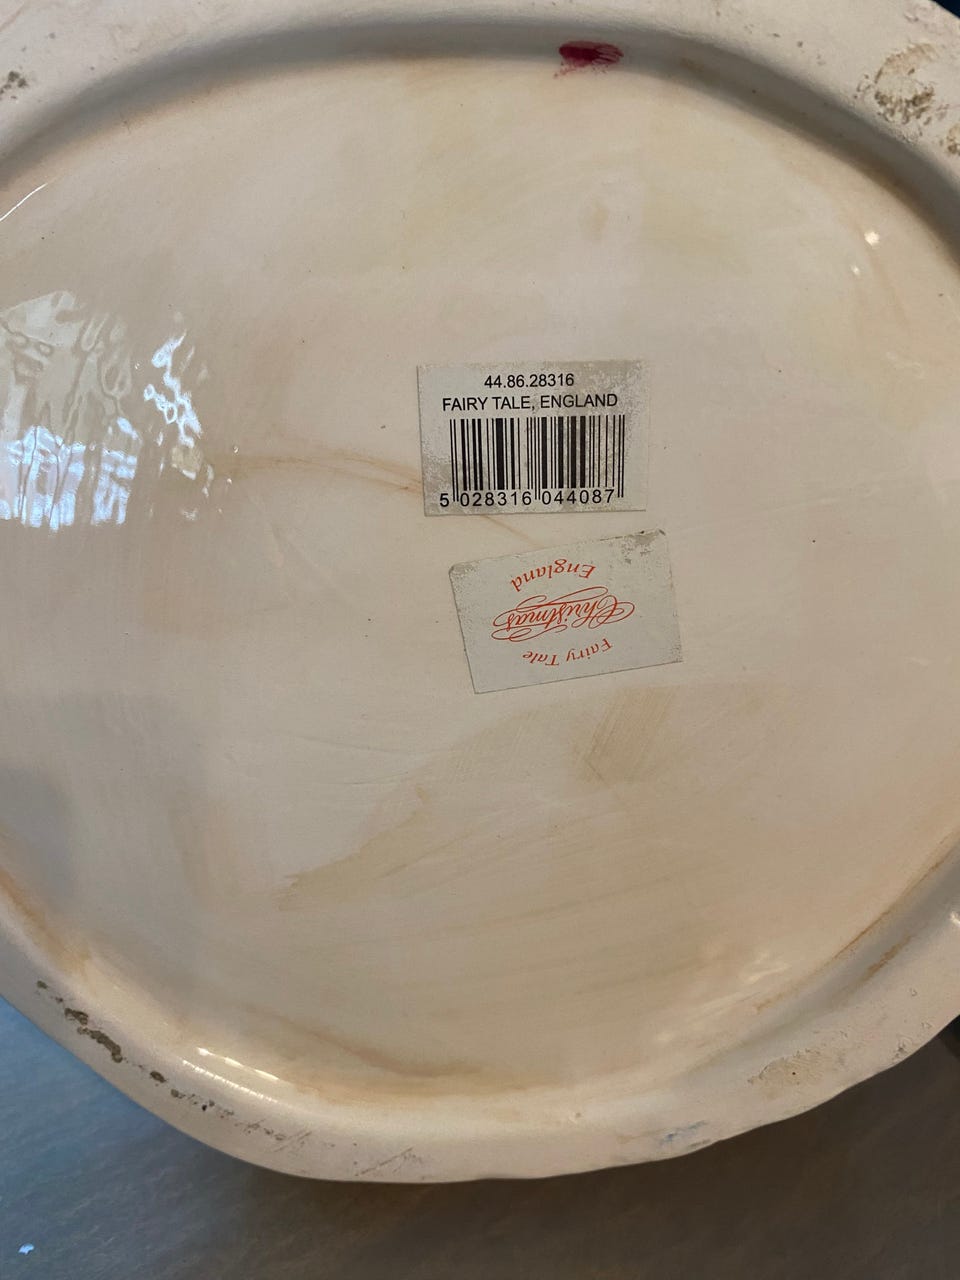 44.86.28316
FAIRY TALE, ENGLAND
5 028316 044087
Fairy Tale
Christmas
England